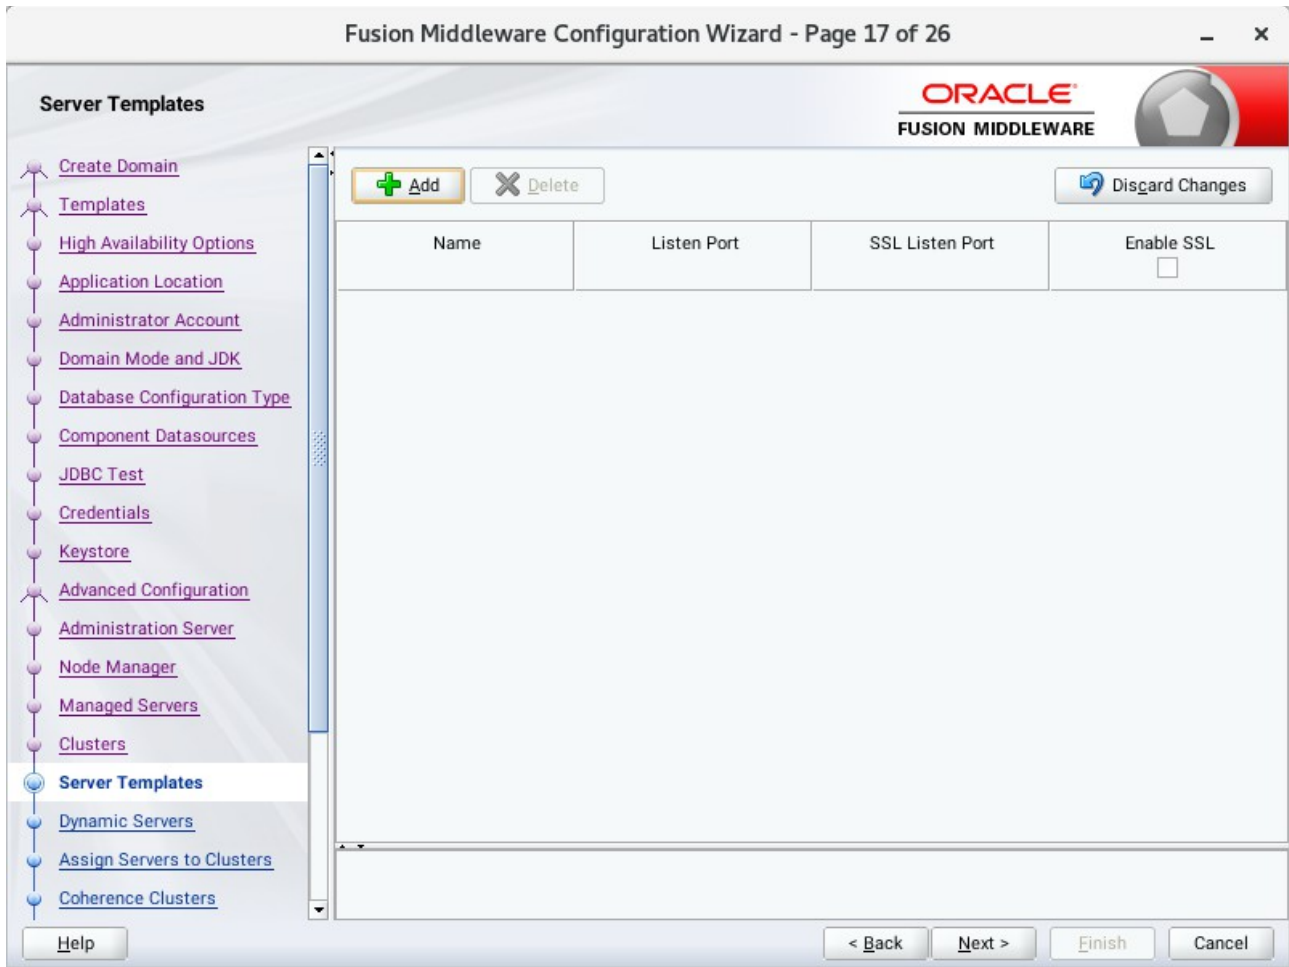 Fusion Middleware Configuration Wizard - Page 17 of 26
Server Templates
ORACLE
FUSION MIDDLEWARE
Create Domain
Templates
High Availability Options
Application Location
Administrator Account
Domain Mode and JDK
Database Configuration Type
Component Datasources
JDBC Test
Credentials
Keystore
Advanced Configuration
Administration Server
Node Manager
Managed Servers
Clusters
Server Templates
Dynamic Servers
Assign Servers to Clusters
Coherence Clusters
Add Delete Discard Changes
Name Listen Port SSL Listen Port Enable SSL
Help < Back Next > Finish Cancel